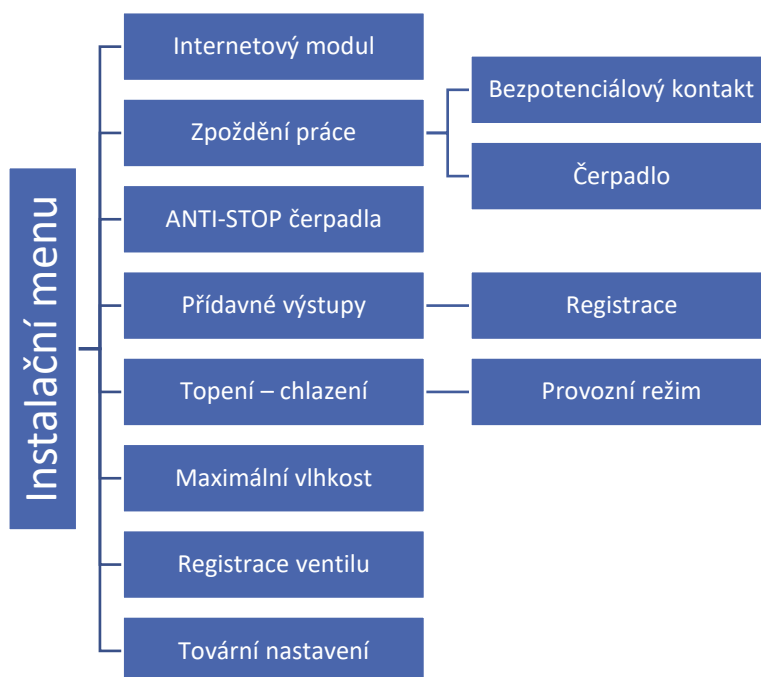 Instalační menu
Internetový modul
Zpoždění práce
Bezpotenciálový kontakt
Čerpadlo
ANTI-STOP čerpadla
Přídavné výstupy
Registrace
Topení – chlazení
Provozní režim
Maximální vlhkost
Registrace ventilu
Tovární nastavení